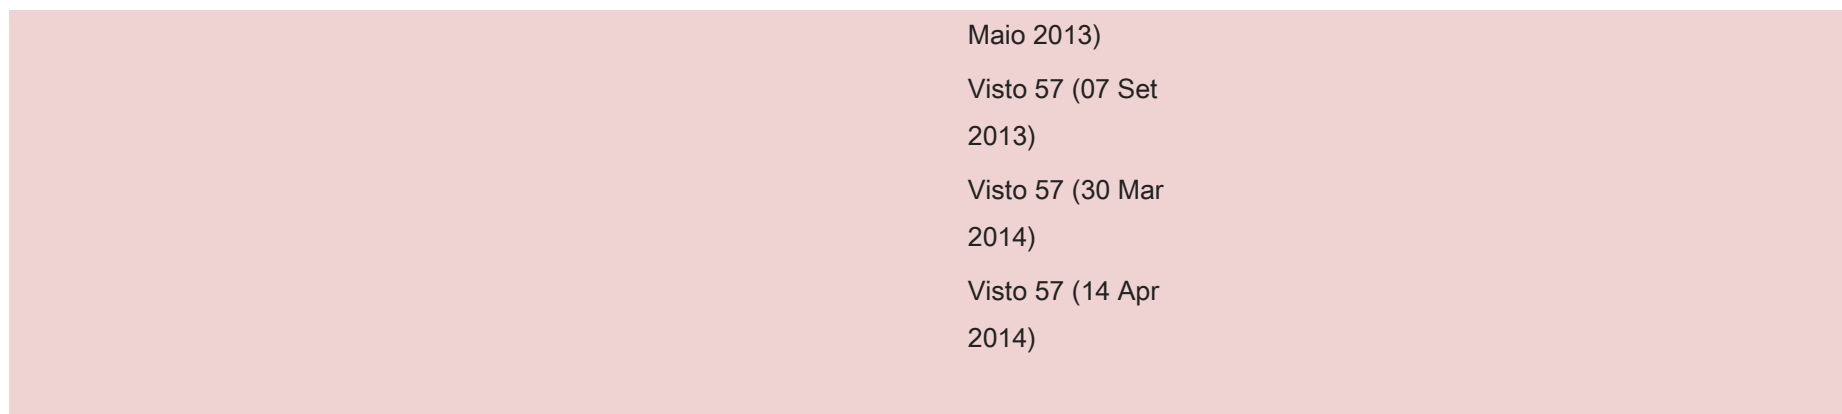 Maio 2013)
Visto 57 (07 Set
2013)
Visto 57 (30 Mar
2014)
Visto 57 (14 Apr
2014)